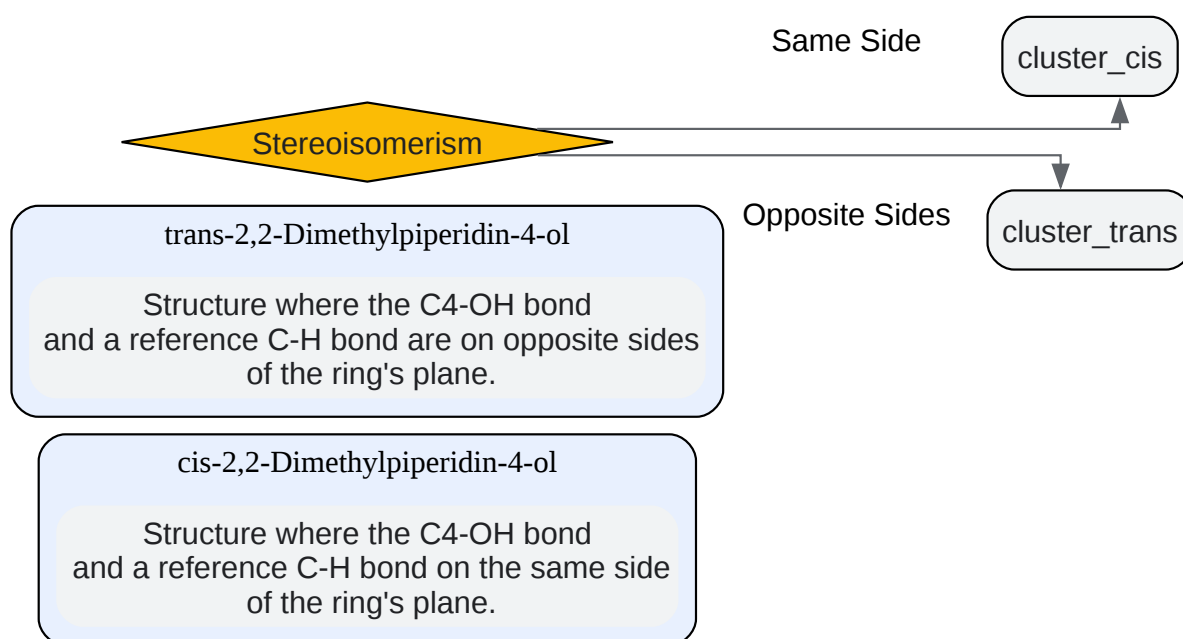 Same Side
cluster_cis
Stereoisomerism
Opposite Sides
cluster_trans
trans-2,2-Dimethylpiperidin-4-ol
Structure where the C4-OH bond
and a reference C-H bond are on opposite sides
of the ring's plane.
cis-2,2-Dimethylpiperidin-4-ol
Structure where the C4-OH bond
and a reference C-H bond on the same side
of the ring's plane.